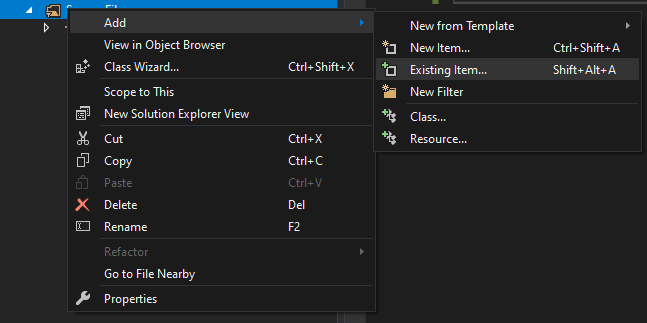 Add
View in Object Browser
Class Wizard... Ctrl+Shift+X
Scope to This
New Solution Explorer View
Cut Ctrl+X
Copy Ctrl+C
Paste Ctrl+V
Delete Del
Rename F2
Refactor
Go to File Nearby
Properties
New from Template
New Item... Ctrl+Shift+A
Existing Item... Shift+Alt+A
New Filter
Class...
Resource...